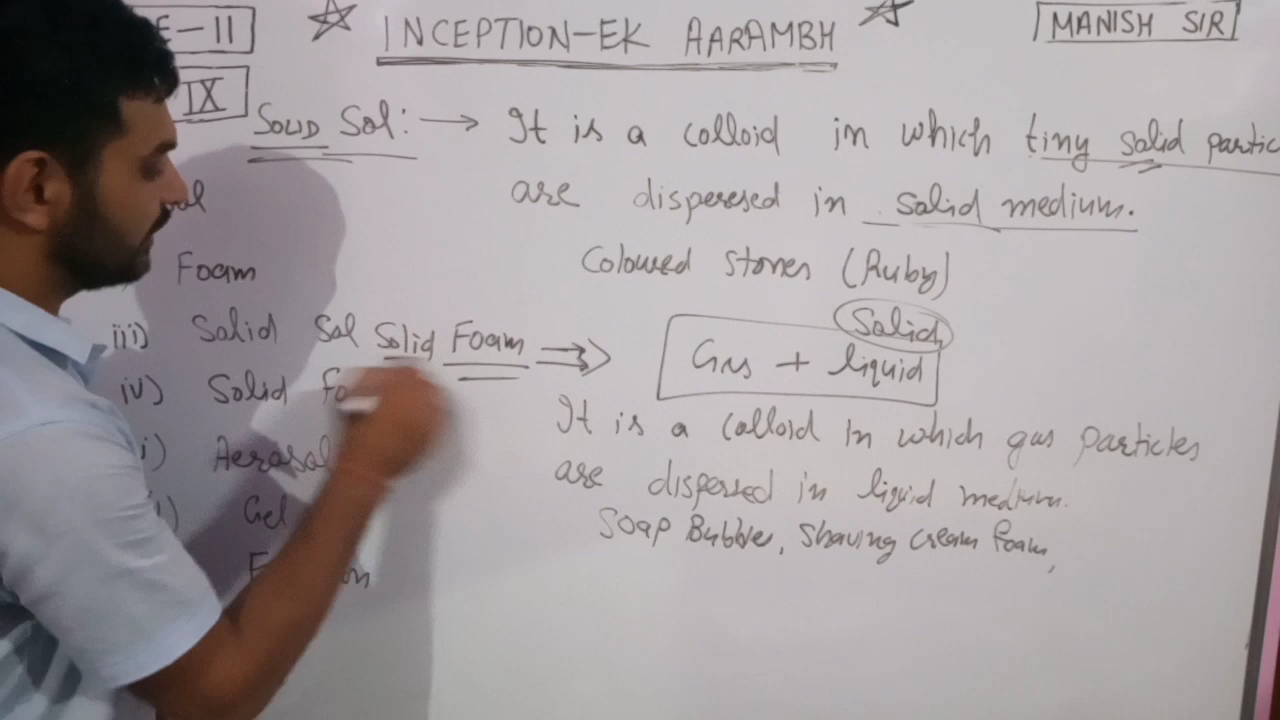 E-II
INCEPTION-EK AARAMBH
MANISH SIR
IX
SOLID Sol: → It is a colloid in which tiny solid partic
are disperesed in solid medium.
Foam
Coloured stones (Ruby)
iii) Solid Sol
Solid Foam ⇒
Solid
Gas + liquid
iv) Solid fo
It is a colloid in which gas particles
i) Aerosol
are dispersed in liquid medium.
Gel
Soap Bubble, Shaving cream foam,